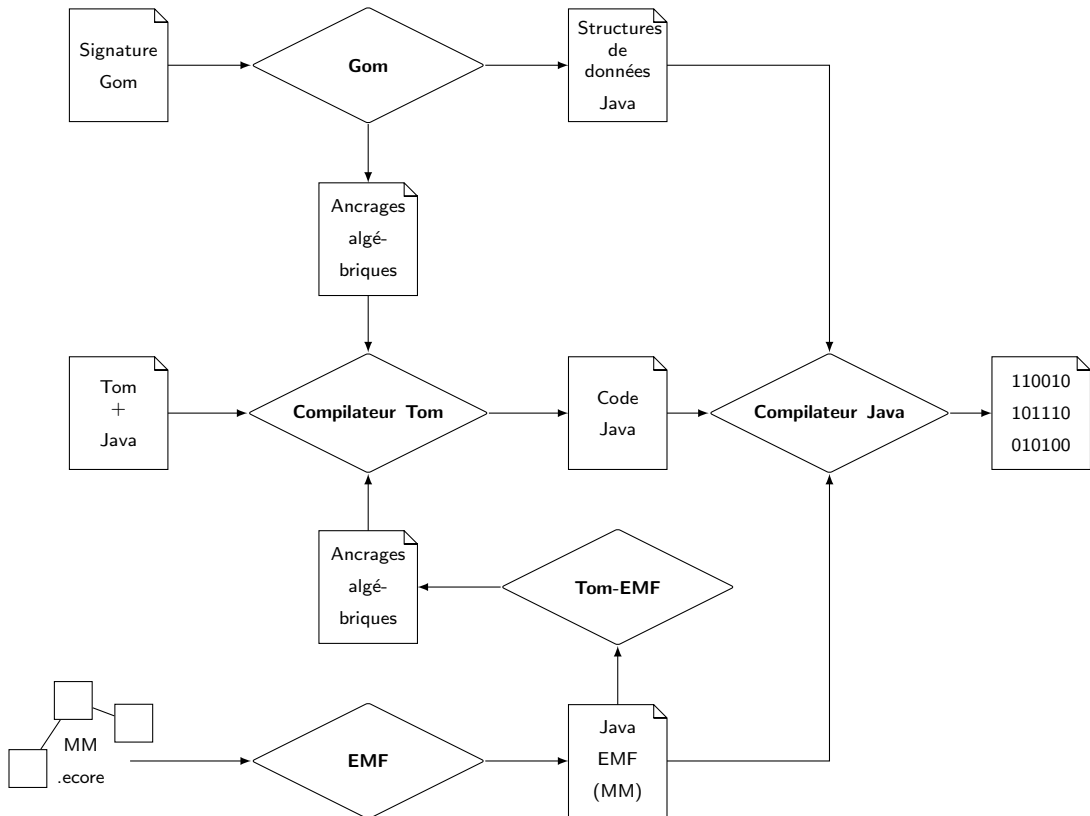 Signature
Gom
Gom
Structures
de
données
Java
Ancrages
algé-
briques
Tom
+
Java
Compilateur Tom
Code
Java
Compilateur Java
110010
101110
010100
Ancrages
algé-
briques
Tom-EMF
MM
.ecore
EMF
Java
EMF
(MM)